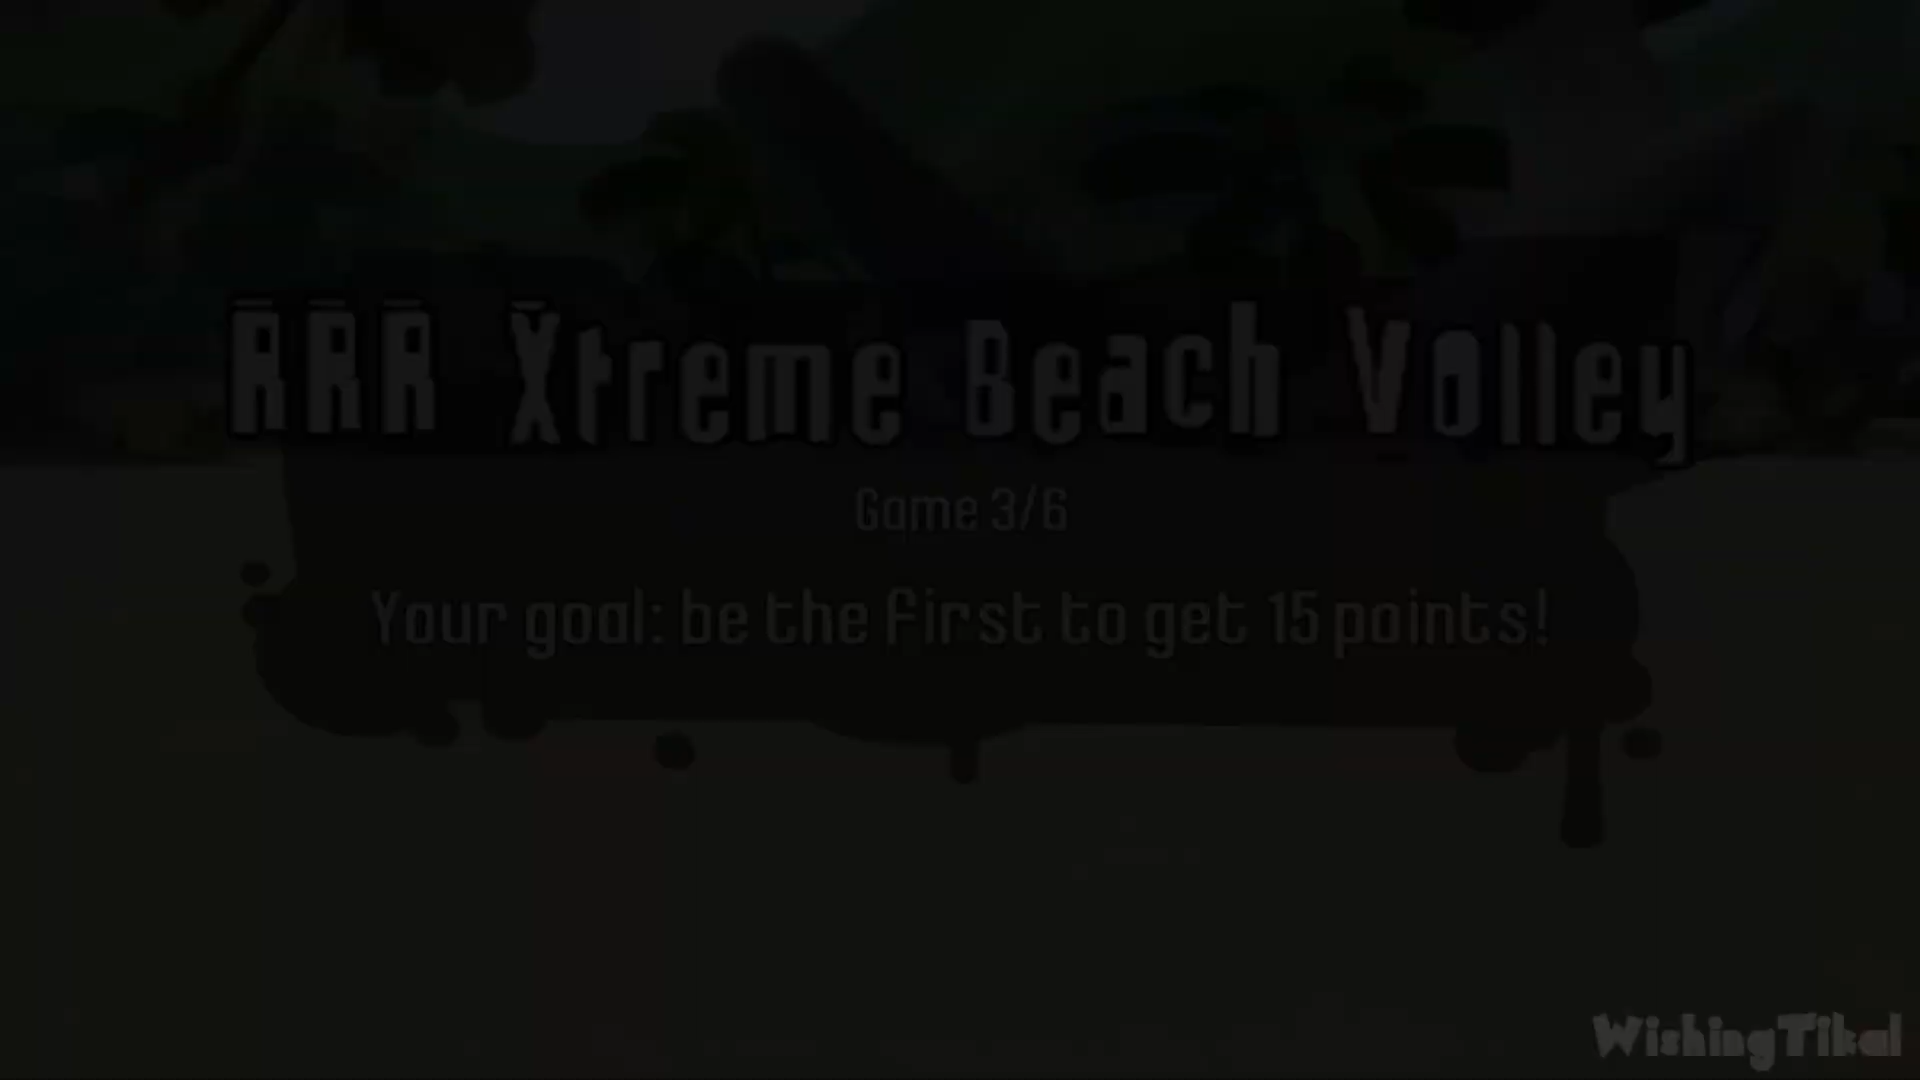 RRR Xtreme Beach Volley
Game 3/6
Your goal: be the first to get 15 points!
WishingTikal